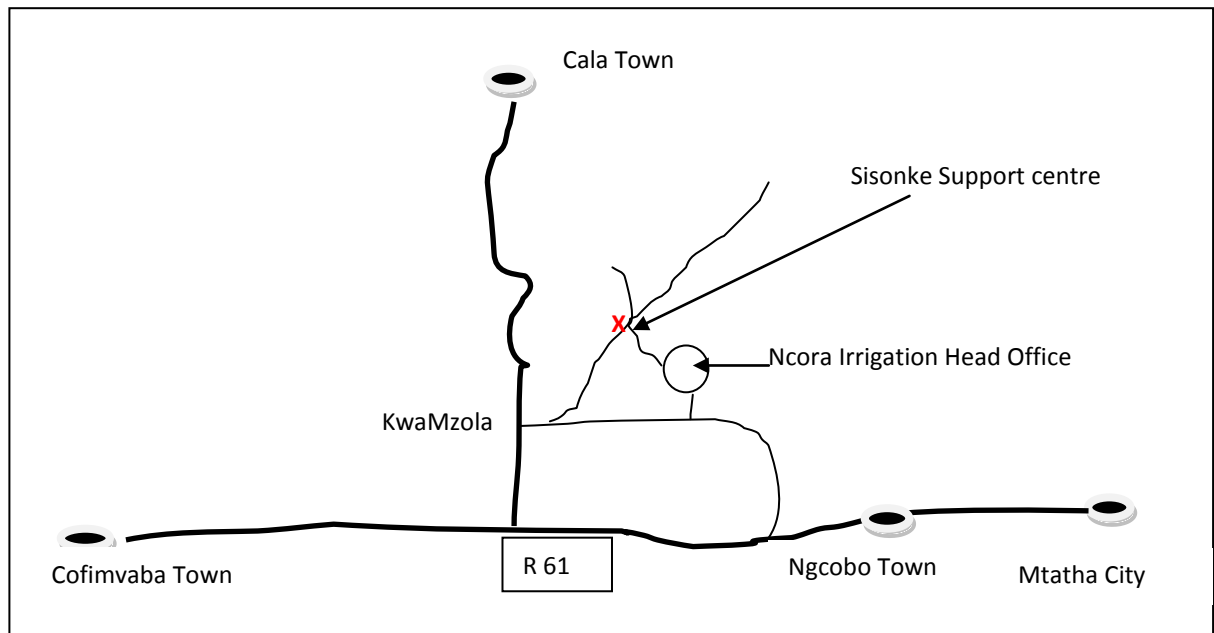 Cala Town
Sisonke Support centre
X
Ncora Irrigation Head Office
KwaMzola
R 61
Cofimvaba Town
Ngcobo Town
Mtatha City